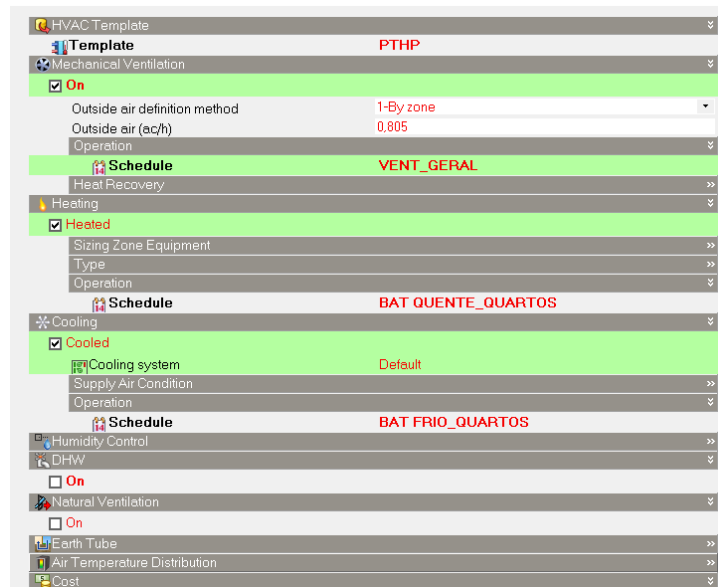 HVAC Template
Template PTHP
Mechanical Ventilation
On
Outside air definition method 1-By zone
Outside air (ac/h) 0,805
Operation
Schedule VENT_GERAL
Heat Recovery
Heating
Heated
Sizing Zone Equipment
Type
Operation
Schedule BAT QUENTE_QUARTOS
Cooling
Cooled
Cooling system Default
Supply Air Condition
Operation
Schedule BAT FRIO_QUARTOS
Humidity Control
DHW
On
Natural Ventilation
On
Earth Tube
Air Temperature Distribution
Cost